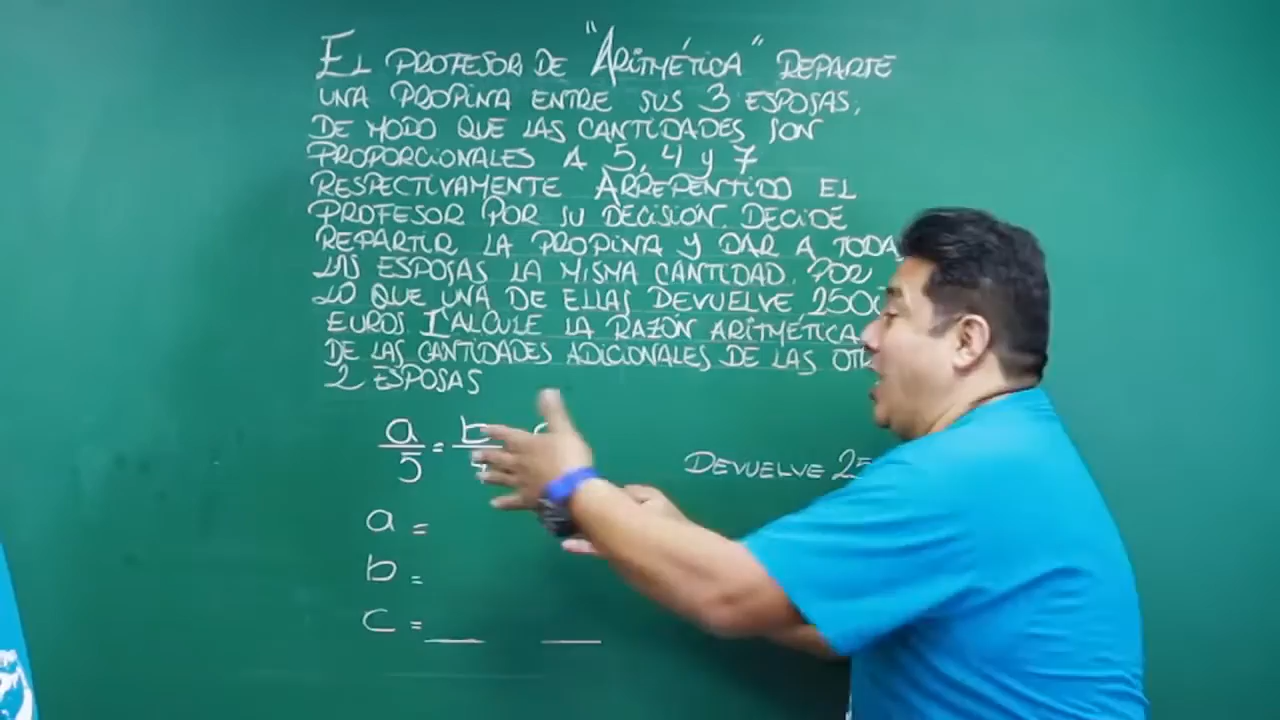 EL PROFESOR DE "ARITMÉTICA" REPARTE
UNA PROPINA ENTRE SUS 3 ESPOSAS,
DE MODO QUE LAS CANTIDADES SON
PROPORCIONALES A 5, 4 y 7
RESPECTIVAMENTE ARREPENTIDO EL
PROFESOR POR SU DECISIÓN. DECIDE
REPARTIR LA PROPINA Y DAR A TODA
LAS ESPOSAS LA MISMA CANTIDAD, POR
LO QUE UNA DE ELLAS DEVUELVE 2500
EUROS. CALCULE LA RAZÓN ARITMÉTICA
DE LAS CANTIDADES ADICIONALES DE LAS
2 ESPOSAS
a/5 = b
DEVUELVE
a =
b =
c =